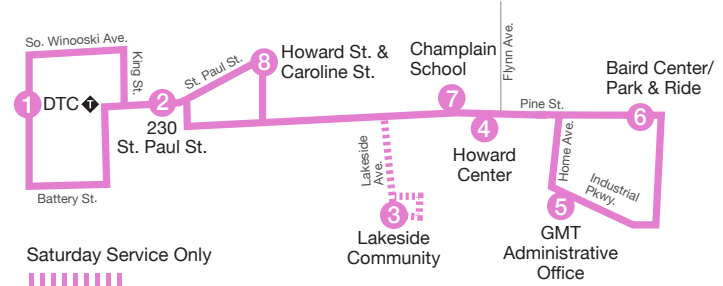 So. Winooski Ave.
King St.
1
DTC
T
2
230
St. Paul St.
St. Paul St.
8
Howard St. &
Caroline St.
Battery St.
Champlain
School
7
Flynn Ave.
Pine St.
4
Howard
Center
Baird Center/
Park & Ride
6
Lakeside
Ave.
3
Lakeside
Community
Home Ave.
Industrial
Pkwy.
5
GMT
Administrative
Office
Saturday Service Only